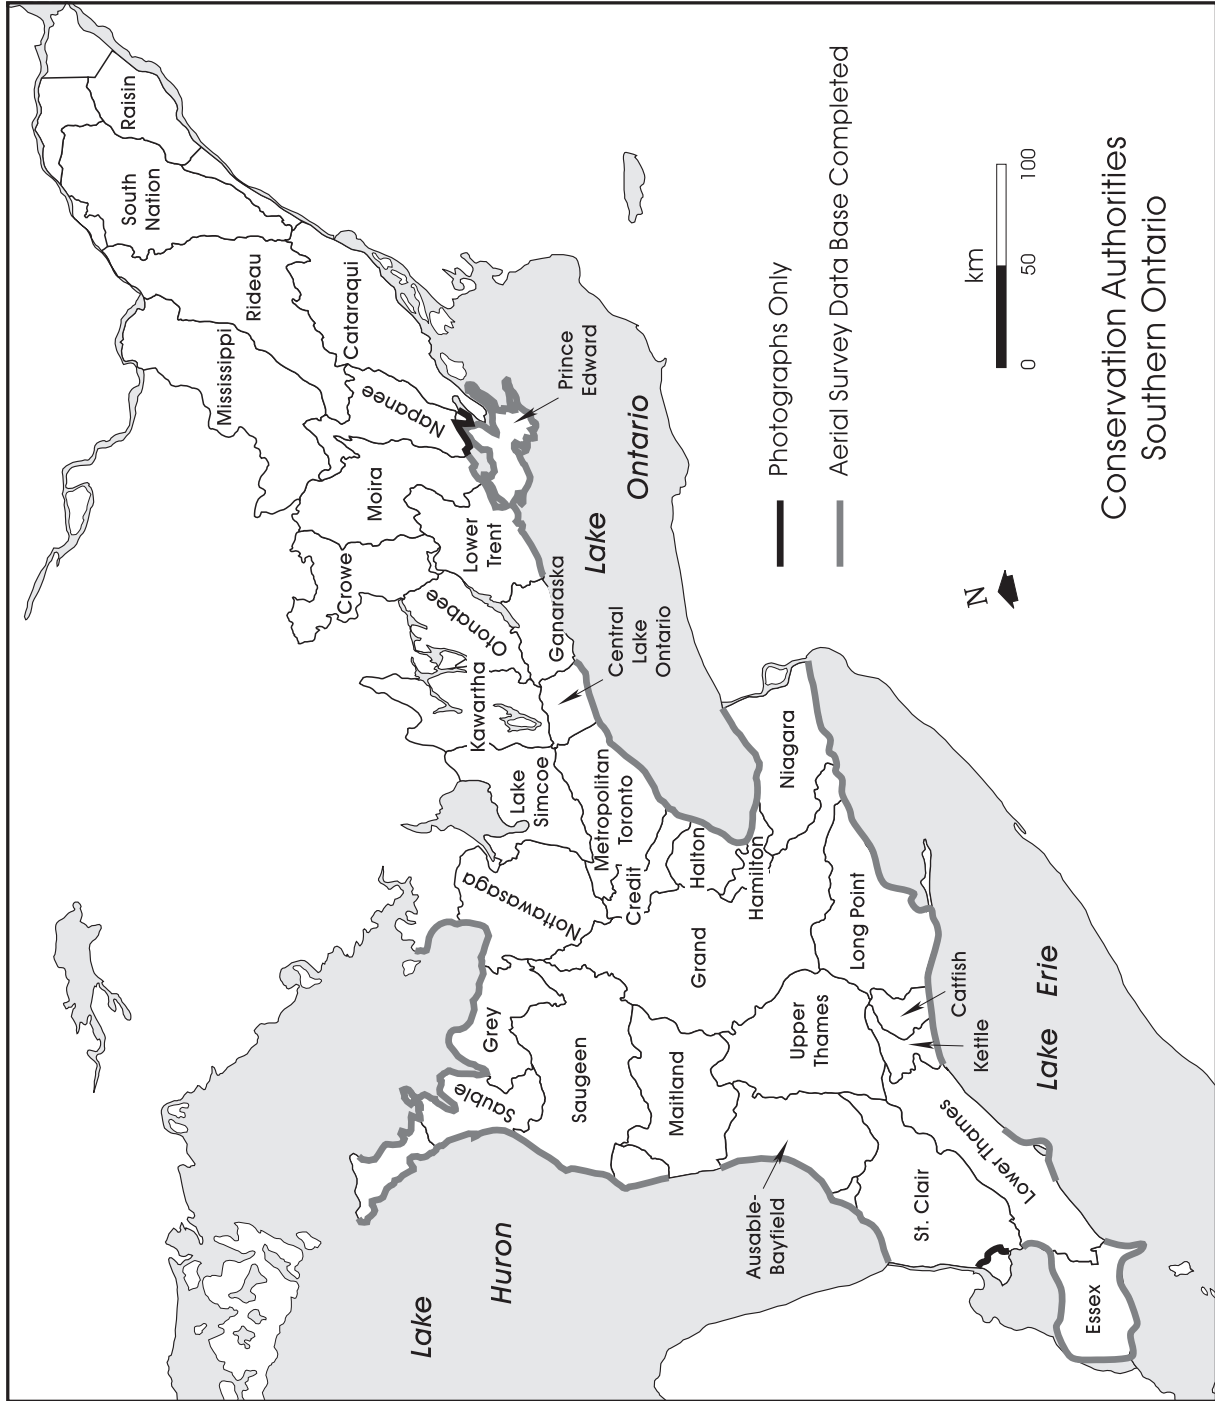 Raisin
South
Nation
Mississippi
Rideau
Cataraqui
Napanee
Moira
Crowe
Lower
Trent
Otonabee
Kawartha
Ganaraska
Prince
Edward
Central
Lake
Ontario
Lake
Simcoe
Metropolitan
Toronto
Nottawasaga
Credit
Halton
Hamilton
Niagara
Grand
Long Point
Catfish
Kettle
Upper
Thames
Grey
Sauble
Saugeen
Maitland
Ausable-
Bayfield
St. Clair
Lower Thames
Essex
Lake
Huron
Lake Ontario
Lake Erie
Photographs Only
Aerial Survey Data Base Completed
N
km
0 50 100
Conservation Authorities
Southern Ontario